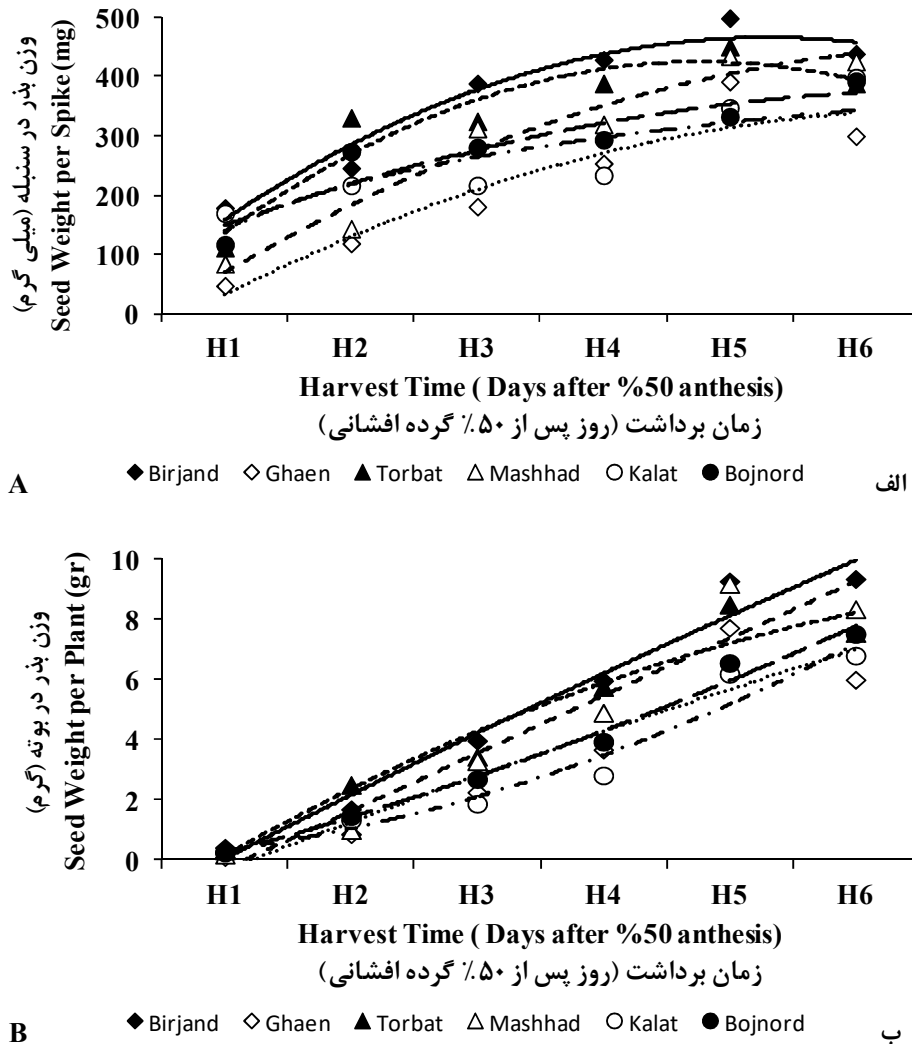 وزن بذر در سنبله (میلی گرم)
Seed Weight per Spike (mg)
500
400
300
200
100
0
H1 H2 H3 H4 H5 H6
Harvest Time ( Days after %50 anthesis)
زمان برداشت (روز پس از ۵۰٪ گرده افشانی)
Birjand Ghaen Torbat Mashhad Kalat Bojnord
A
الف
وزن بذر در بوته (گرم)
Seed Weight per Plant (gr)
10
8
6
4
2
0
H1 H2 H3 H4 H5 H6
Harvest Time ( Days after %50 anthesis)
زمان برداشت (روز پس از ۵۰٪ گرده افشانی)
Birjand Ghaen Torbat Mashhad Kalat Bojnord
B
ب